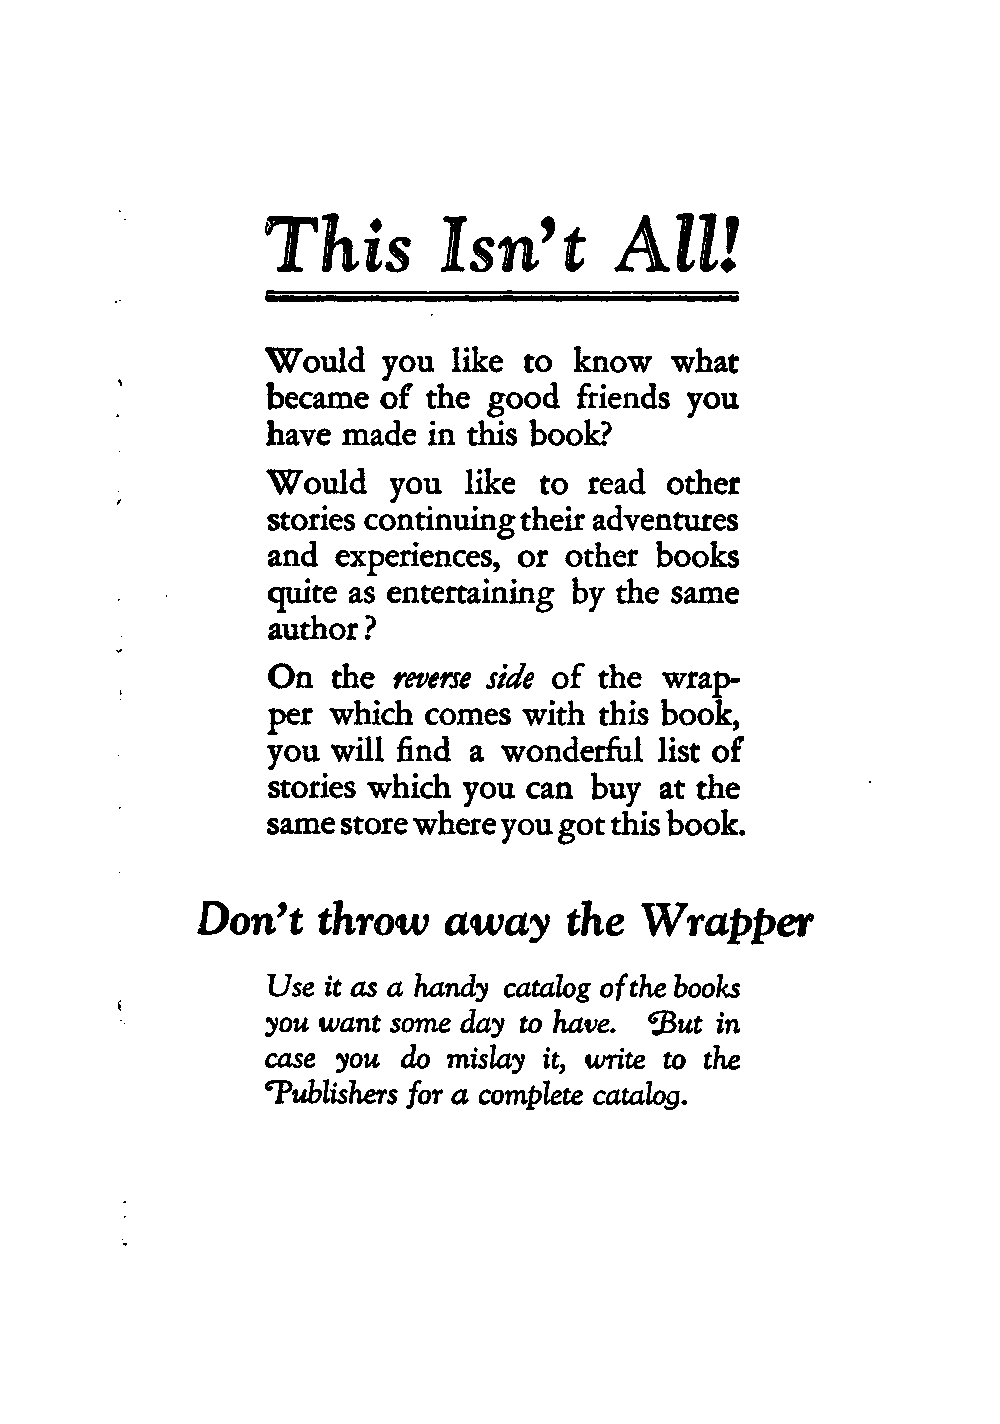 This Isn't All!
Would you like to know what
became of the good friends you
have made in this book?
Would you like to read other
stories continuing their adventures
and experiences, or other books
quite as entertaining by the same
author?
On the reverse side of the wrap-
per which comes with this book,
you will find a wonderful list of
stories which you can buy at the
same store where you got this book.
Don't throw away the Wrapper
Use it as a handy catalog of the books
you want some day to have. But in
case you do mislay it, write to the
Publishers for a complete catalog.